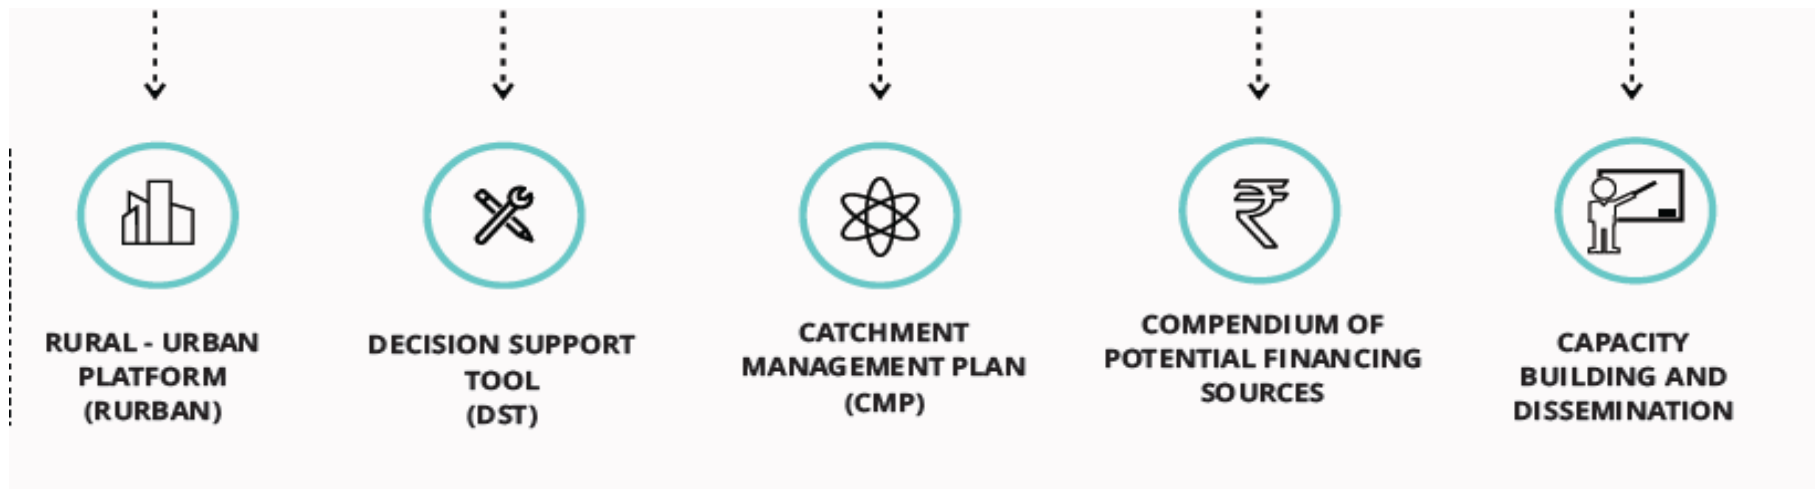 RURAL - URBAN
PLATFORM
(RURBAN)
DECISION SUPPORT
TOOL
(DST)
CATCHMENT
MANAGEMENT PLAN
(CMP)
COMPENDIUM OF
POTENTIAL FINANCING
SOURCES
CAPACITY
BUILDING AND
DISSEMINATION